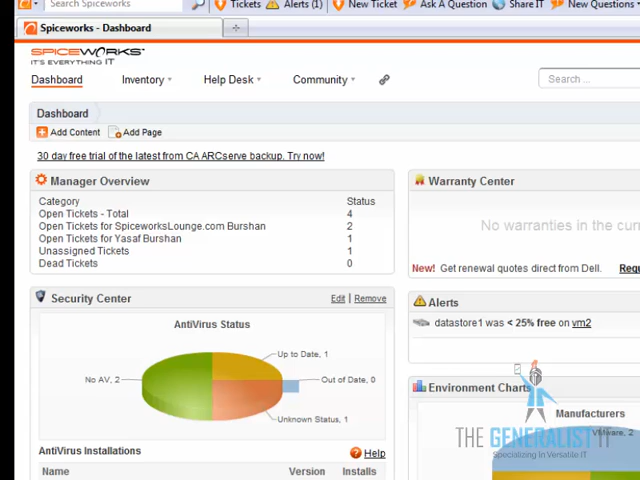 Search Spiceworks
Tickets
Alerts (1)
New Ticket
Ask A Question
Share IT
New Questions
Spiceworks - Dashboard
SPICEWORKS
IT'S EVERYTHING IT
Dashboard
Inventory
Help Desk
Community
Search ...
Dashboard
Add Content
Add Page
30 day free trial of the latest from CA ARCserve backup. Try now!
Manager Overview
Category Status
Open Tickets - Total 4
Open Tickets for SpiceworksLounge.com Burshan 2
Open Tickets for Yasaf Burshan 1
Unassigned Tickets 1
Dead Tickets 0
Warranty Center
No warranties in the
New! Get renewal quotes direct from Dell.
Security Center
Edit | Remove
AntiVirus Status
Up to Date, 1
No AV, 2
Out of Date, 0
Unknown Status, 1
AntiVirus Installations
Help
Name Version Installs
Alerts
datastore1 was < 25% free on vm2
Environment Charts
Manufacturers
VMware, 2
THE GENERALIST IT
Specializing In Versatile IT